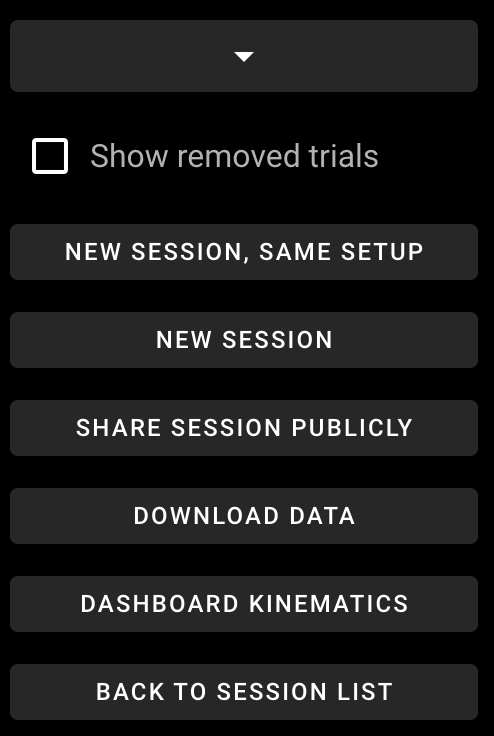 Show removed trials
NEW SESSION, SAME SETUP
NEW SESSION
SHARE SESSION PUBLICLY
DOWNLOAD DATA
DASHBOARD KINEMATICS
BACK TO SESSION LIST